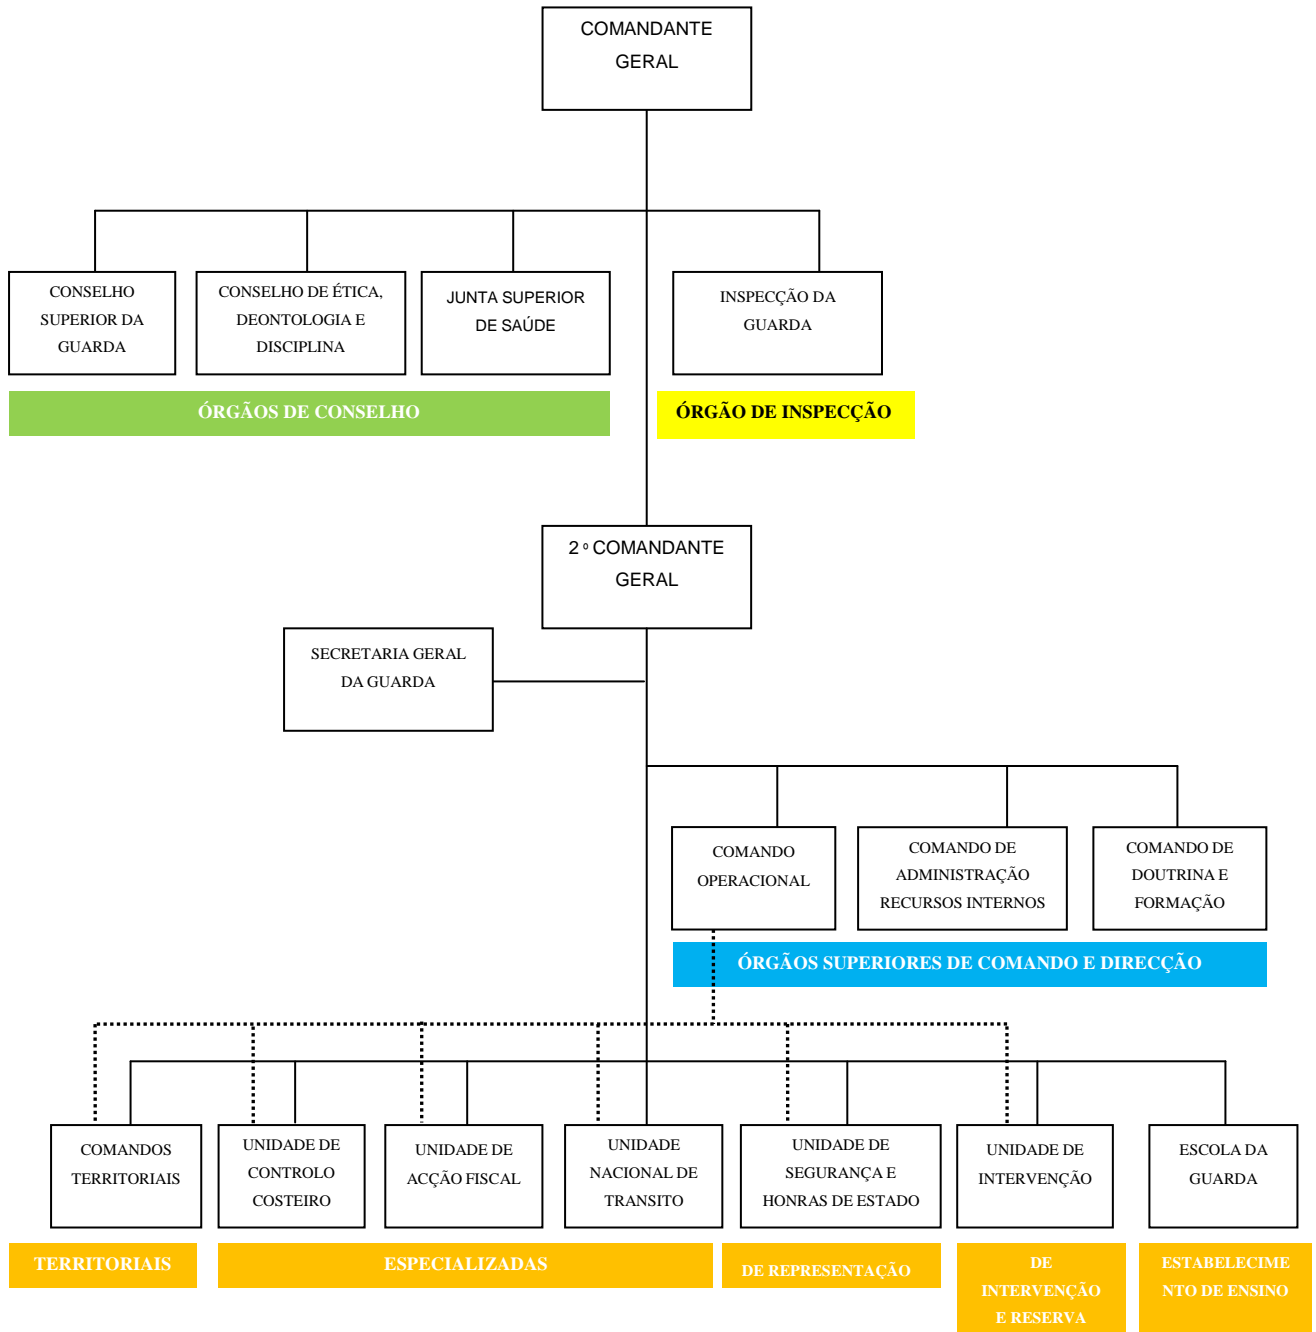 COMANDANTE
GERAL
CONSELHO
SUPERIOR DA
GUARDA
CONSELHO DE ÉTICA,
DEONTOLOGIA E
DISCIPLINA
JUNTA SUPERIOR
DE SAÚDE
INSPECÇÃO DA
GUARDA
ÓRGÃOS DE CONSELHO
ÓRGÃO DE INSPECÇÃO
2 º COMANDANTE
GERAL
SECRETARIA GERAL
DA GUARDA
COMANDO
OPERACIONAL
COMANDO DE
ADMINISTRAÇÃO
RECURSOS INTERNOS
COMANDO DE
DOUTRINA E
FORMAÇÃO
ÓRGÃOS SUPERIORES DE COMANDO E DIRECÇÃO
COMANDOS
TERRITORIAIS
UNIDADE DE
CONTROLO
COSTEIRO
UNIDADE DE
ACÇÃO FISCAL
UNIDADE
NACIONAL DE
TRANSITO
UNIDADE DE
SEGURANÇA E
HONRAS DE ESTADO
UNIDADE DE
INTERVENÇÃO
ESCOLA DA
GUARDA
TERRITORIAIS
ESPECIALIZADAS
DE REPRESENTAÇÃO
DE
INTERVENÇÃO
E RESERVA
ESTABELECIME
NTO DE ENSINO